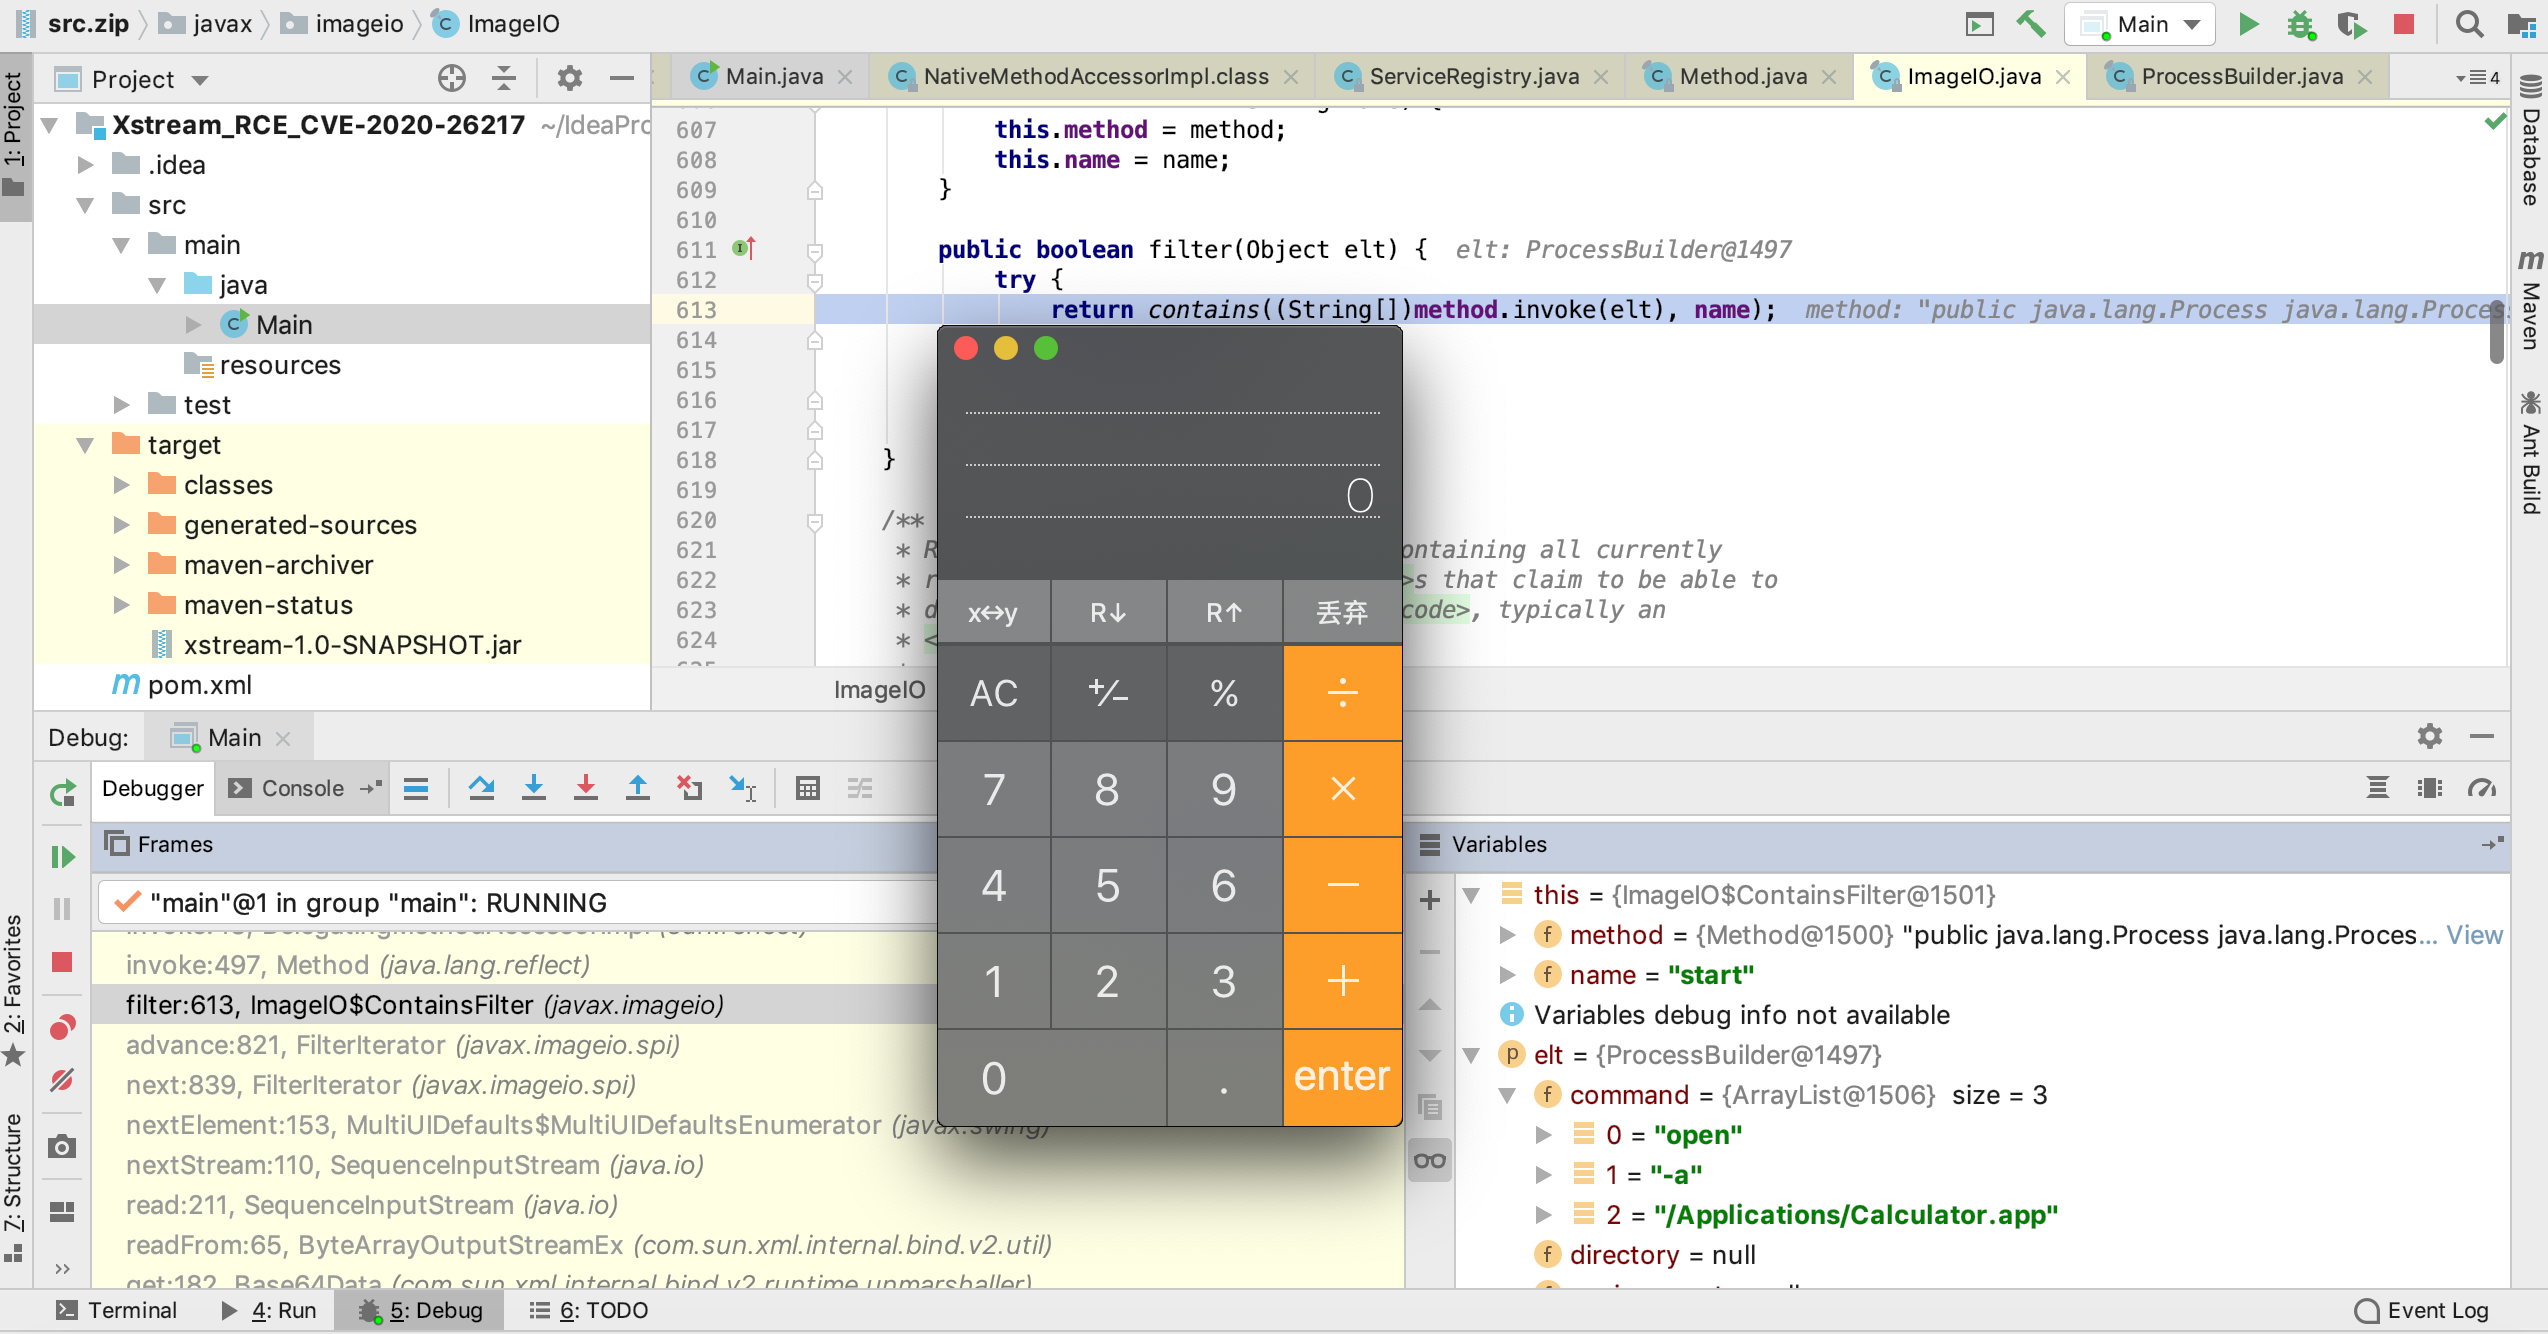 src.zip javax imageio ImageIO
Main
Project
Main.java NativeMethodAccessorImpl.class ServiceRegistry.java Method.java ImageIO.java ProcessBuilder.java 4
1: Project
Xstream_RCE_CVE-2020-26217 ~/IdeaPro
.idea
src
main
java
Main
resources
test
target
classes
generated-sources
maven-archiver
maven-status
xstream-1.0-SNAPSHOT.jar
pom.xml
607 this.method = method;
608 this.name = name;
609 }
610
611 public boolean filter(Object elt) { elt: ProcessBuilder@1497
612 try {
613 return contains((String[])method.invoke(elt), name); method: "public java.lang.Process java.lang.Process
614
615
616
617
618 }
619
620 /**
621 * R ontaining all currently
622 * r >s that claim to be able to
623 * d code>, typically an
624 * <
ImageIO
Database
Maven
Ant Build
0
x↔y R↓ R↑ 丢弃
AC +/− % ÷
7 8 9 ×
4 5 6 −
1 2 3 +
0 . enter
Debug: Main
Debugger Console
Frames
"main"@1 in group "main": RUNNING
invoke:497, Method (java.lang.reflect)
filter:613, ImageIO$ContainsFilter (javax.imageio)
advance:821, FilterIterator (javax.imageio.spi)
next:839, FilterIterator (javax.imageio.spi)
nextElement:153, MultiUIDefaults$MultiUIDefaultsEnumerator (javax.swing)
nextStream:110, SequenceInputStream (java.io)
read:211, SequenceInputStream (java.io)
readFrom:65, ByteArrayOutputStreamEx (com.sun.xml.internal.bind.v2.util)
get:182, Base64Data (com.sun.xml.internal.bind.v2.runtime.unmarshaller)
Variables
this = {ImageIO$ContainsFilter@1501}
method = {Method@1500} "public java.lang.Process java.lang.Proces... View
name = "start"
Variables debug info not available
elt = {ProcessBuilder@1497}
command = {ArrayList@1506} size = 3
0 = "open"
1 = "-a"
2 = "/Applications/Calculator.app"
directory = null
2: Favorites
7: Structure
Terminal 4: Run 5: Debug 6: TODO
Event Log